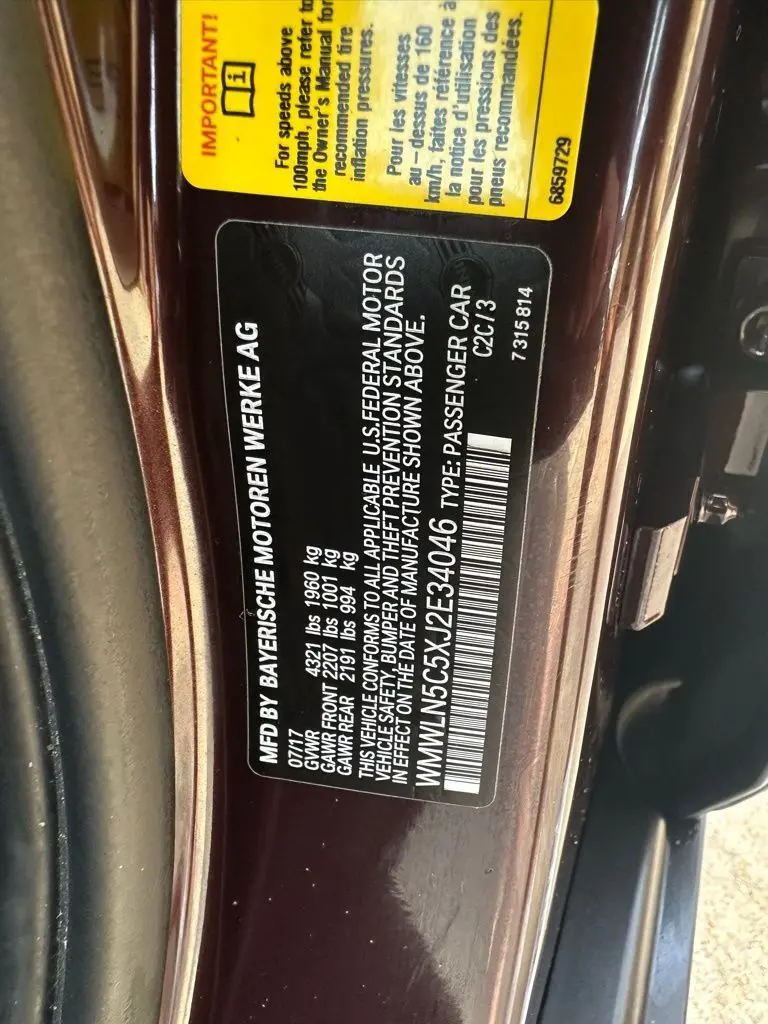 IMPORTANT!
For speeds above
100mph, please refer to
the Owner's Manual for
recommended tire
inflation pressures.
Pour les vitesses
au - dessus de 160
km/h, faites référence à
la notice d'utilisation
pour les pressions des
pneus recommandées.
6859729
MFD BY BAYERISCHE MOTOREN WERKE AG
07/17
GVWR 4321 lbs 1960 kg
GAWR FRONT 2207 lbs 1001 kg
GAWR REAR 2191 lbs 994 kg
THIS VEHICLE CONFORMS TO ALL APPLICABLE U.S.FEDERAL MOTOR
VEHICLE SAFETY, BUMPER AND THEFT PREVENTION STANDARDS
IN EFFECT ON THE DATE OF MANUFACTURE SHOWN ABOVE.
WMWLN5C5XJ2E34046 TYPE: PASSENGER CAR
C2C/3
7 315 814